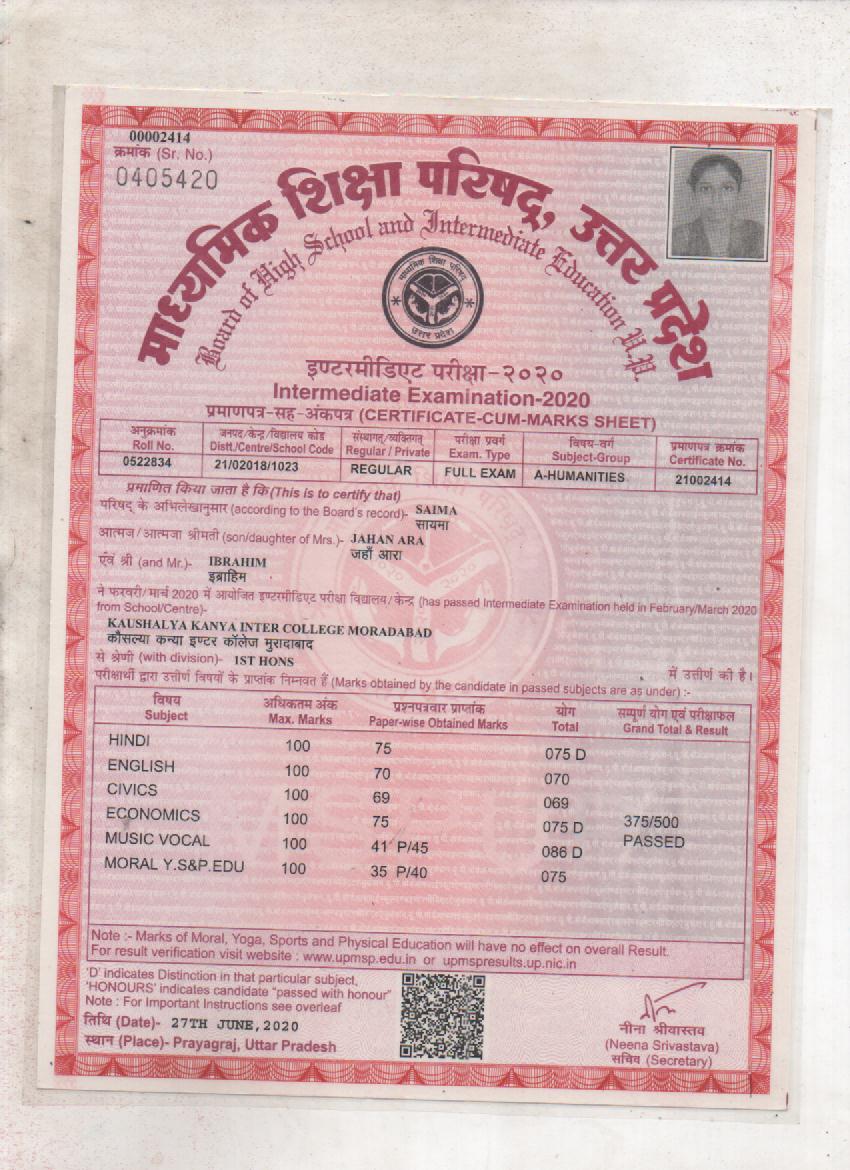 00002414
क्रमांक (Sr. No.)
0405420
माध्यमिक शिक्षा परिषद्, उत्तर प्रदेश
Board of High School and Intermediate Education U.P.
माध्यमिक शिक्षा परिषद
उत्तर प्रदेश
इण्टरमीडिएट परीक्षा-२०२०
Intermediate Examination-2020
प्रमाणपत्र-सह-अंकपत्र (CERTIFICATE-CUM-MARKS SHEET)
अनुक्रमांक जनपद/केन्द्र/विद्यालय कोड संस्थागत्/व्यक्तिगत् परीक्षा प्रवर्ग विषय-वर्ग प्रमाणपत्र क्रमांक
Roll No. Distt./Centre/School Code Regular / Private Exam. Type Subject-Group Certificate No.
0522834 21/02018/1023 REGULAR FULL EXAM A-HUMANITIES 21002414
प्रमाणित किया जाता है कि(This is to certify that)
परिषद् के अभिलेखानुसार (according to the Board's record)- SAIMA
सायमा
आत्मज/आत्मजा श्रीमती (son/daughter of Mrs.)- JAHAN ARA
जहाँ आरा
एवं श्री (and Mr.)- IBRAHIM
इब्राहिम
ने फरवरी/मार्च 2020 में आयोजित इण्टरमीडिएट परीक्षा विद्यालय/केन्द्र (has passed Intermediate Examination held in February/March 2020
from School/Centre)-
KAUSHALYA KANYA INTER COLLEGE MORADABAD
कौसल्या कन्या इण्टर कॉलेज मुरादाबाद
से श्रेणी (with division)- 1ST HONS में उत्तीर्ण की है।
परीक्षार्थी द्वारा उत्तीर्ण विषयों के प्राप्तांक निम्नवत हैं (Marks obtained by the candidate in passed subjects are as under) :-
विषय अधिकतम अंक प्रश्नपत्रवार प्राप्तांक योग सम्पूर्ण योग एवं परीक्षाफल
Subject Max. Marks Paper-wise Obtained Marks Total Grand Total & Result
HINDI 100 75 075 D
ENGLISH 100 70 070
CIVICS 100 69 069
ECONOMICS 100 75 075 D 375/500
MUSIC VOCAL 100 41 P/45 086 D PASSED
MORAL Y.S&P.EDU 100 35 P/40 075
Note :- Marks of Moral, Yoga, Sports and Physical Education will have no effect on overall Result.
For result verification visit website : www.upmsp.edu.in or upmspresults.up.nic.in
'D' indicates Distinction in that particular subject,
'HONOURS' indicates candidate "passed with honour"
Note : For Important Instructions see overleaf
तिथि (Date)- 27TH JUNE,2020
स्थान (Place)- Prayagraj, Uttar Pradesh
नीना श्रीवास्तव
(Neena Srivastava)
सचिव (Secretary)